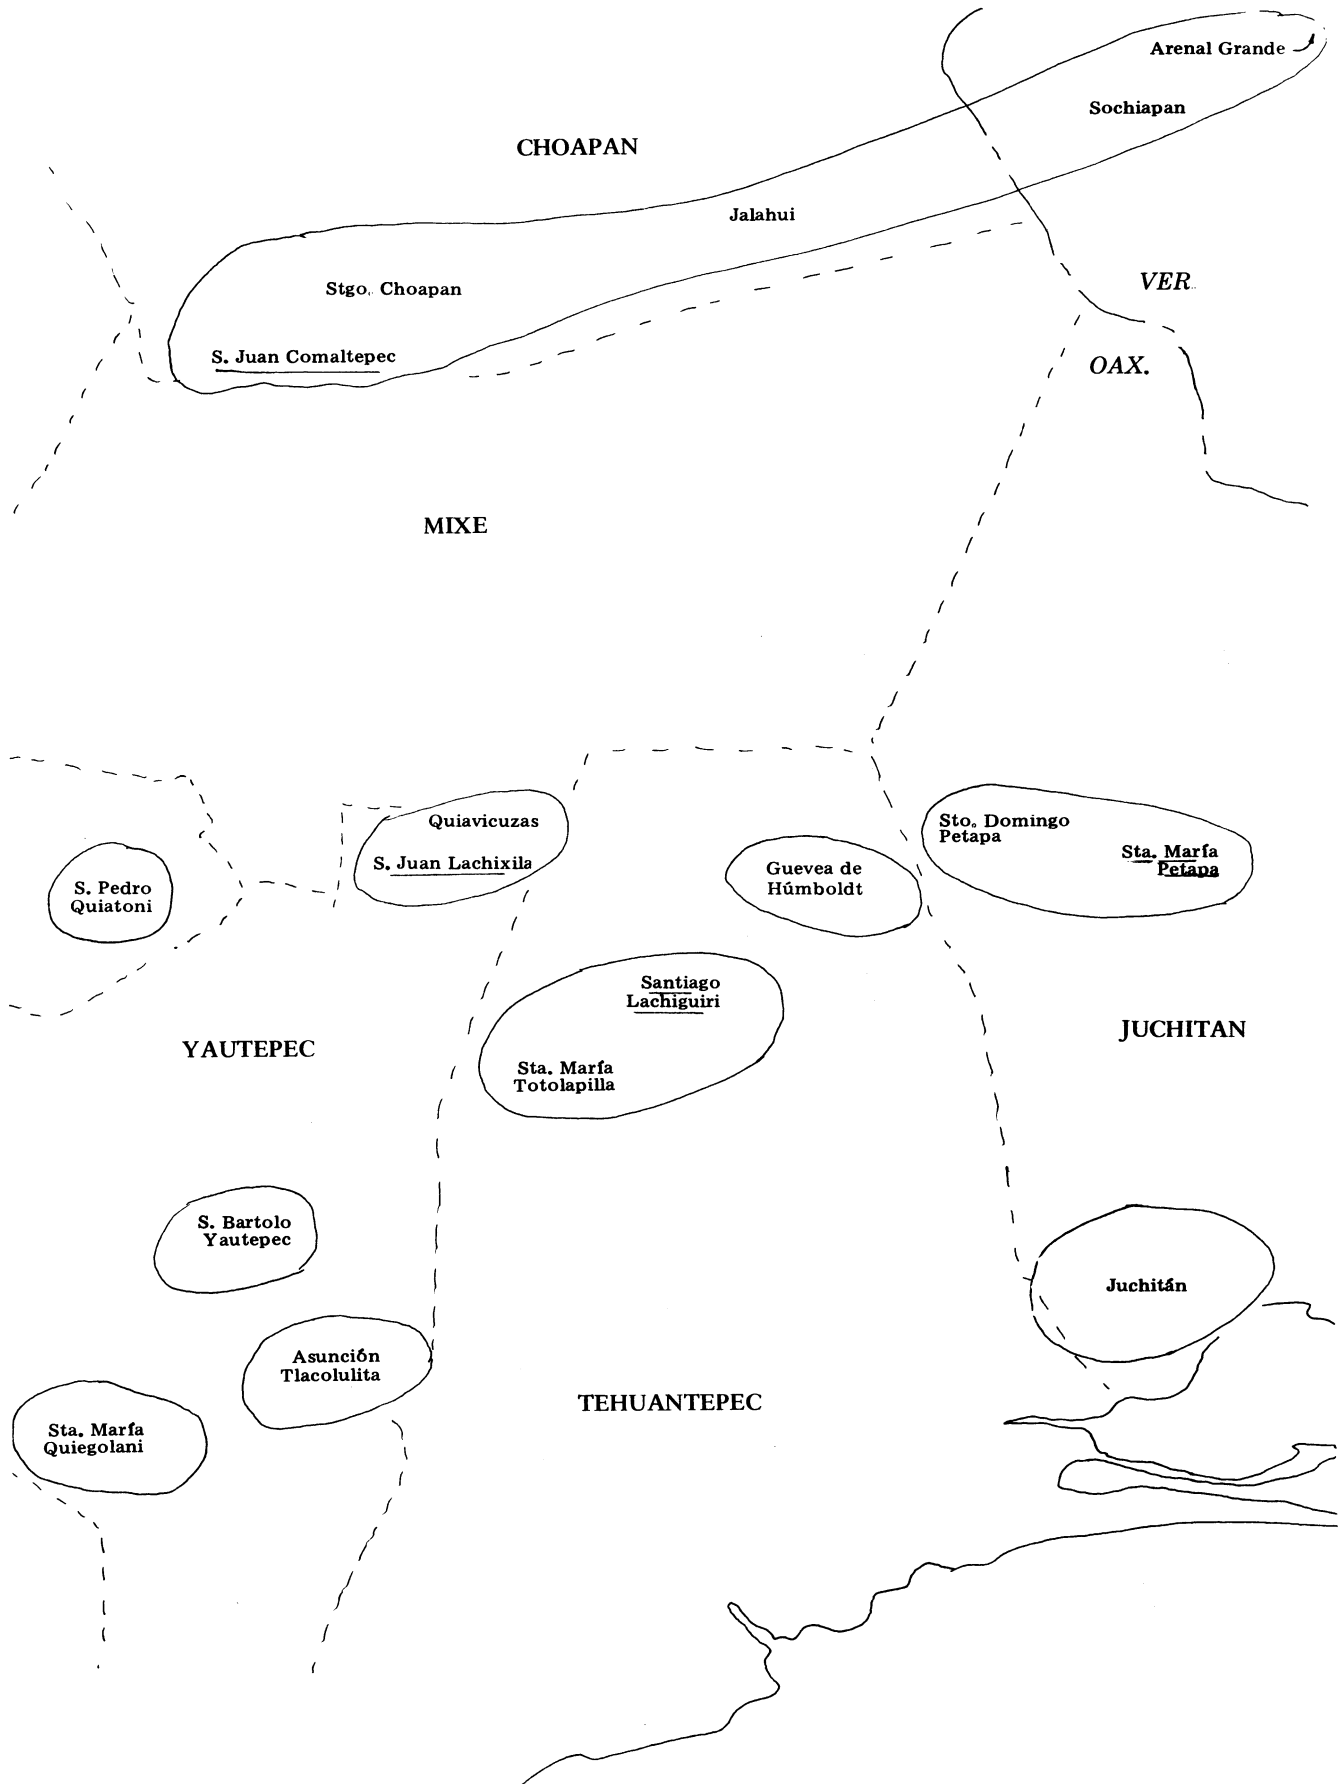 Arenal Grande
Sochiapan
CHOAPAN
Jalahui
Stgo. Choapan
VER.
S. Juan Comaltepec
OAX.
MIXE
Quiavicuzas
S. Juan Lachixila
Sto. Domingo
Petapa
Sta. María
Petapa
Guevea de
Húmboldt
S. Pedro
Quiatoni
Santiago
Lachiguiri
JUCHITAN
YAUTEPEC
Sta. María
Totolapilla
S. Bartolo
Yautepec
Juchitán
Asunción
Tlacolulita
TEHUANTEPEC
Sta. María
Quiegolani